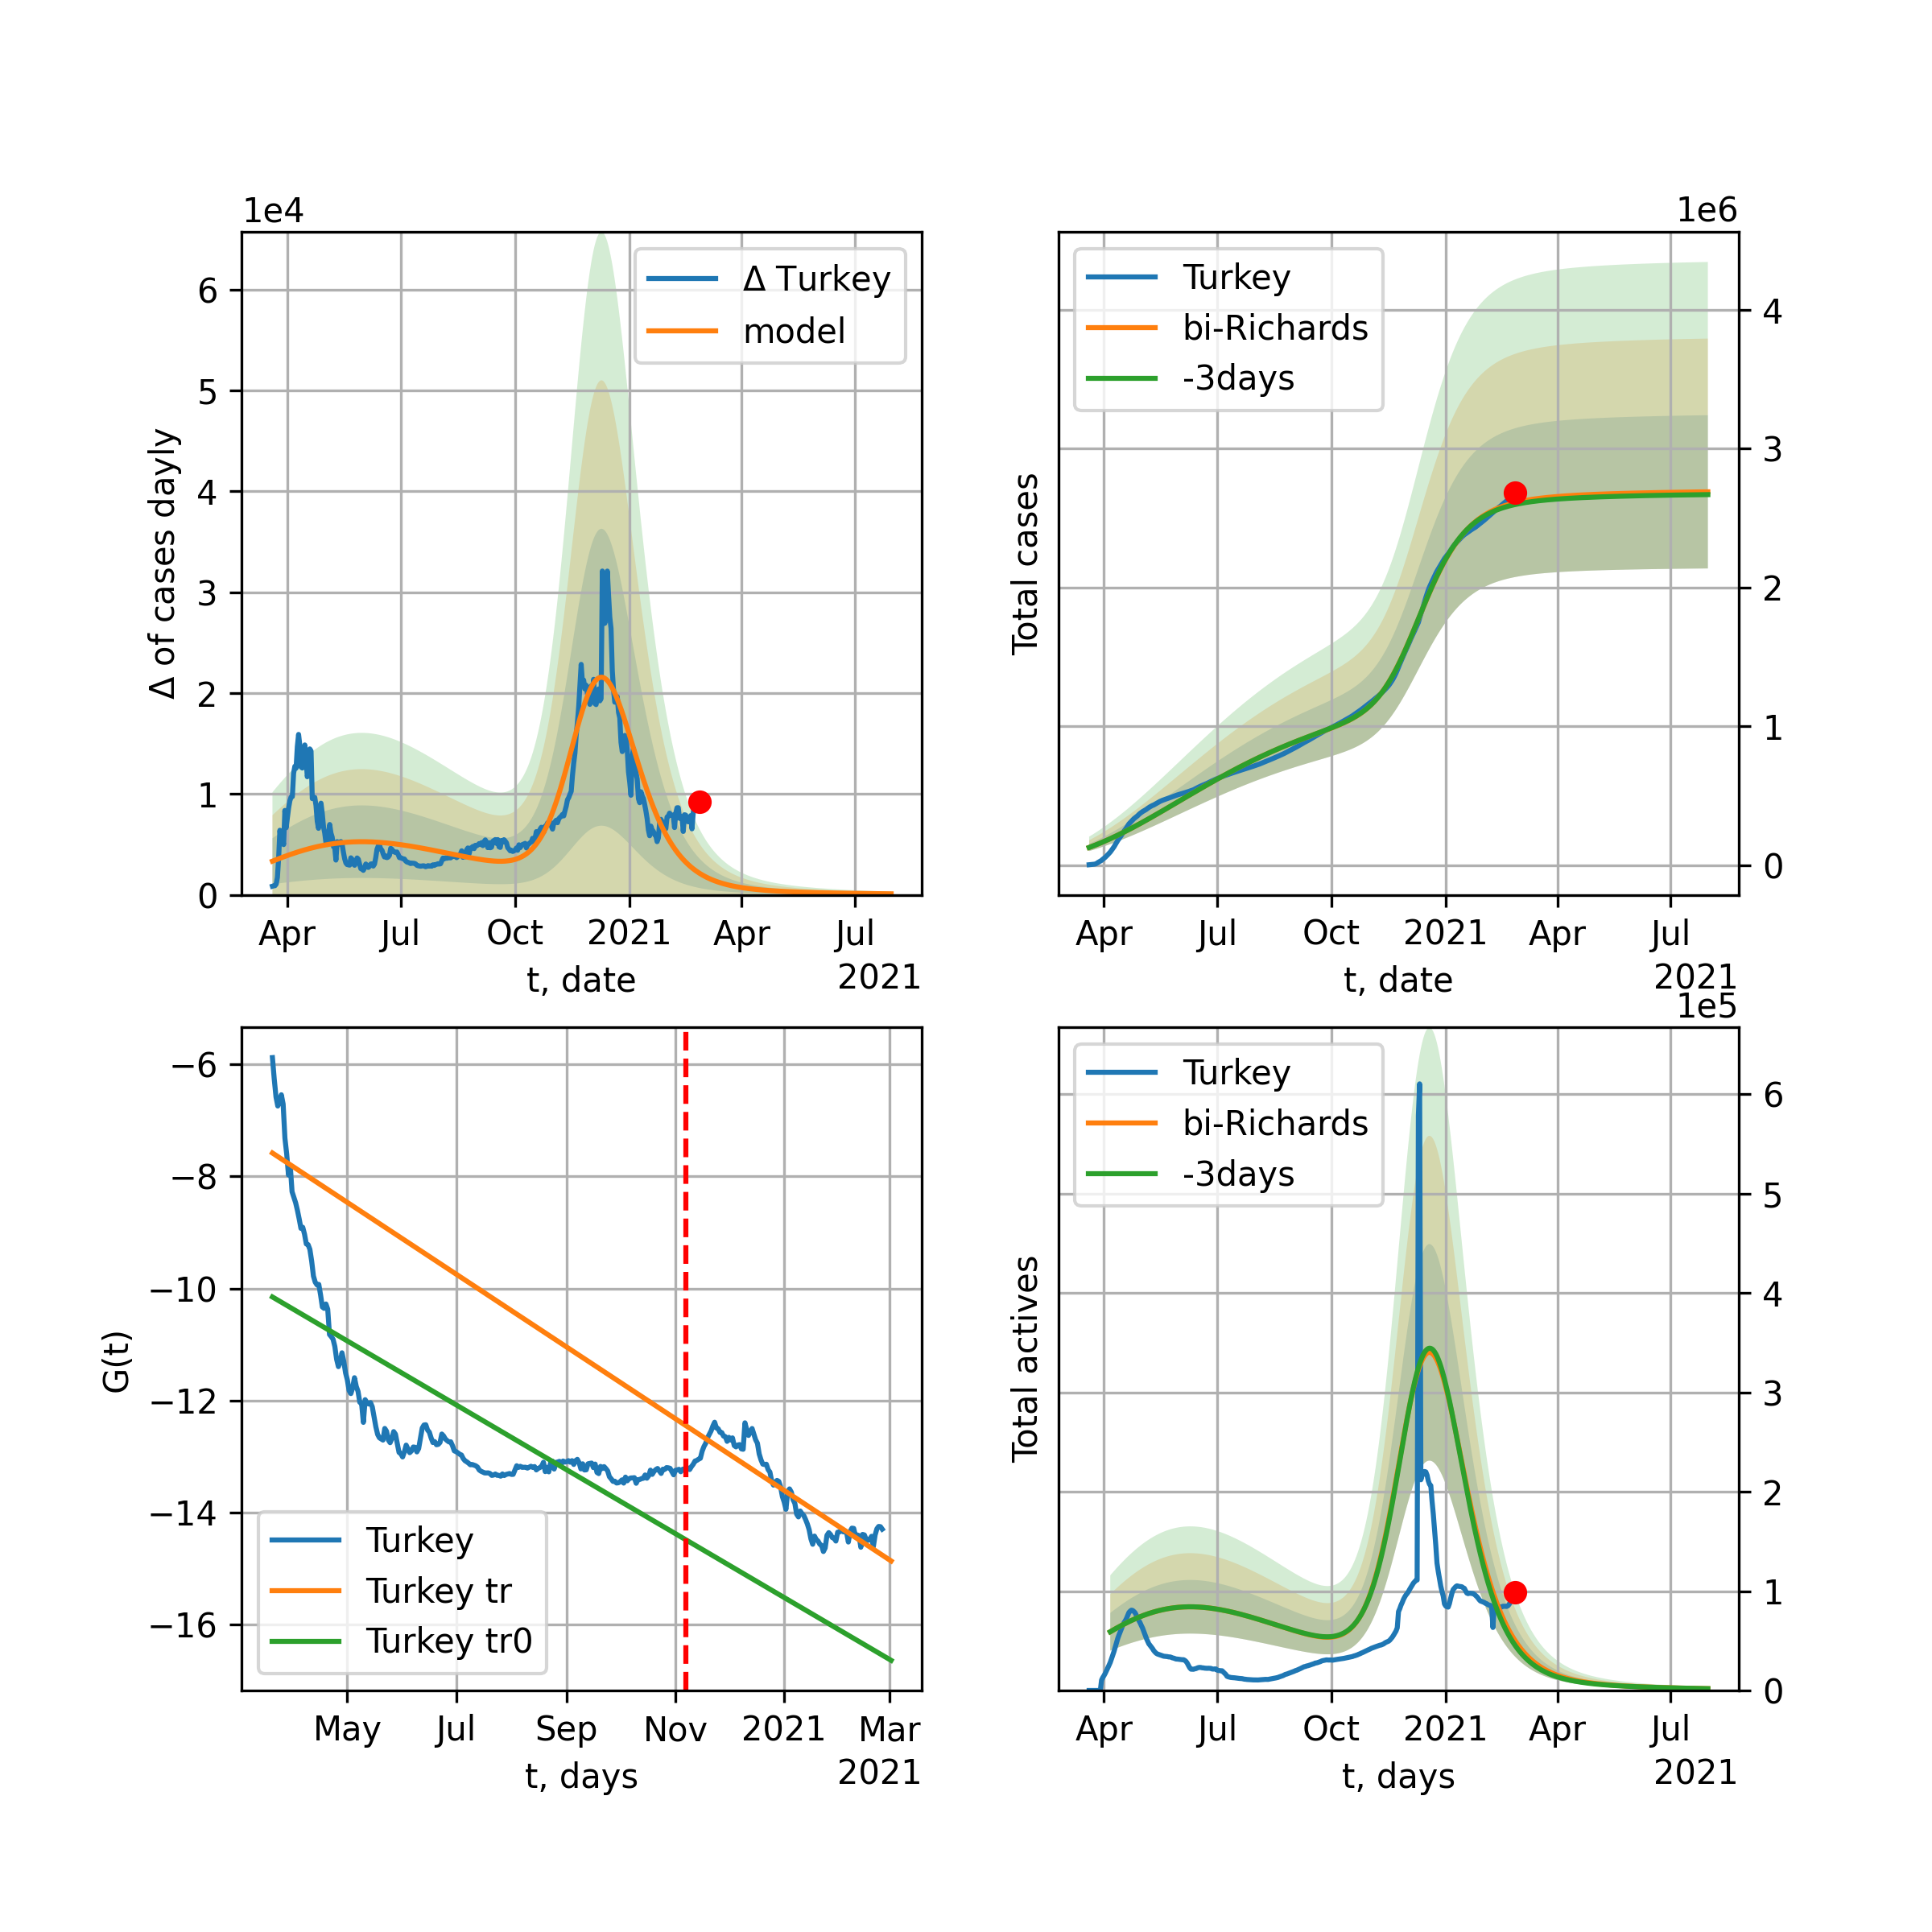 1e4
Δ of cases dayly
6
5
4
3
2
1
0
Δ Turkey
model
Apr
Jul
Oct
2021
Apr
Jul
t, date
2021
1e6
Total cases
Turkey
bi-Richards
-3days
4
3
2
1
0
Apr
Jul
Oct
2021
Apr
Jul
t, date
2021
G(t)
−6
−8
−10
−12
−14
−16
Turkey
Turkey tr
Turkey tr0
May
Jul
Sep
Nov
2021
Mar
t, days
2021
1e5
Total actives
Turkey
bi-Richards
-3days
6
5
4
3
2
1
0
Apr
Jul
Oct
2021
Apr
Jul
t, days
2021